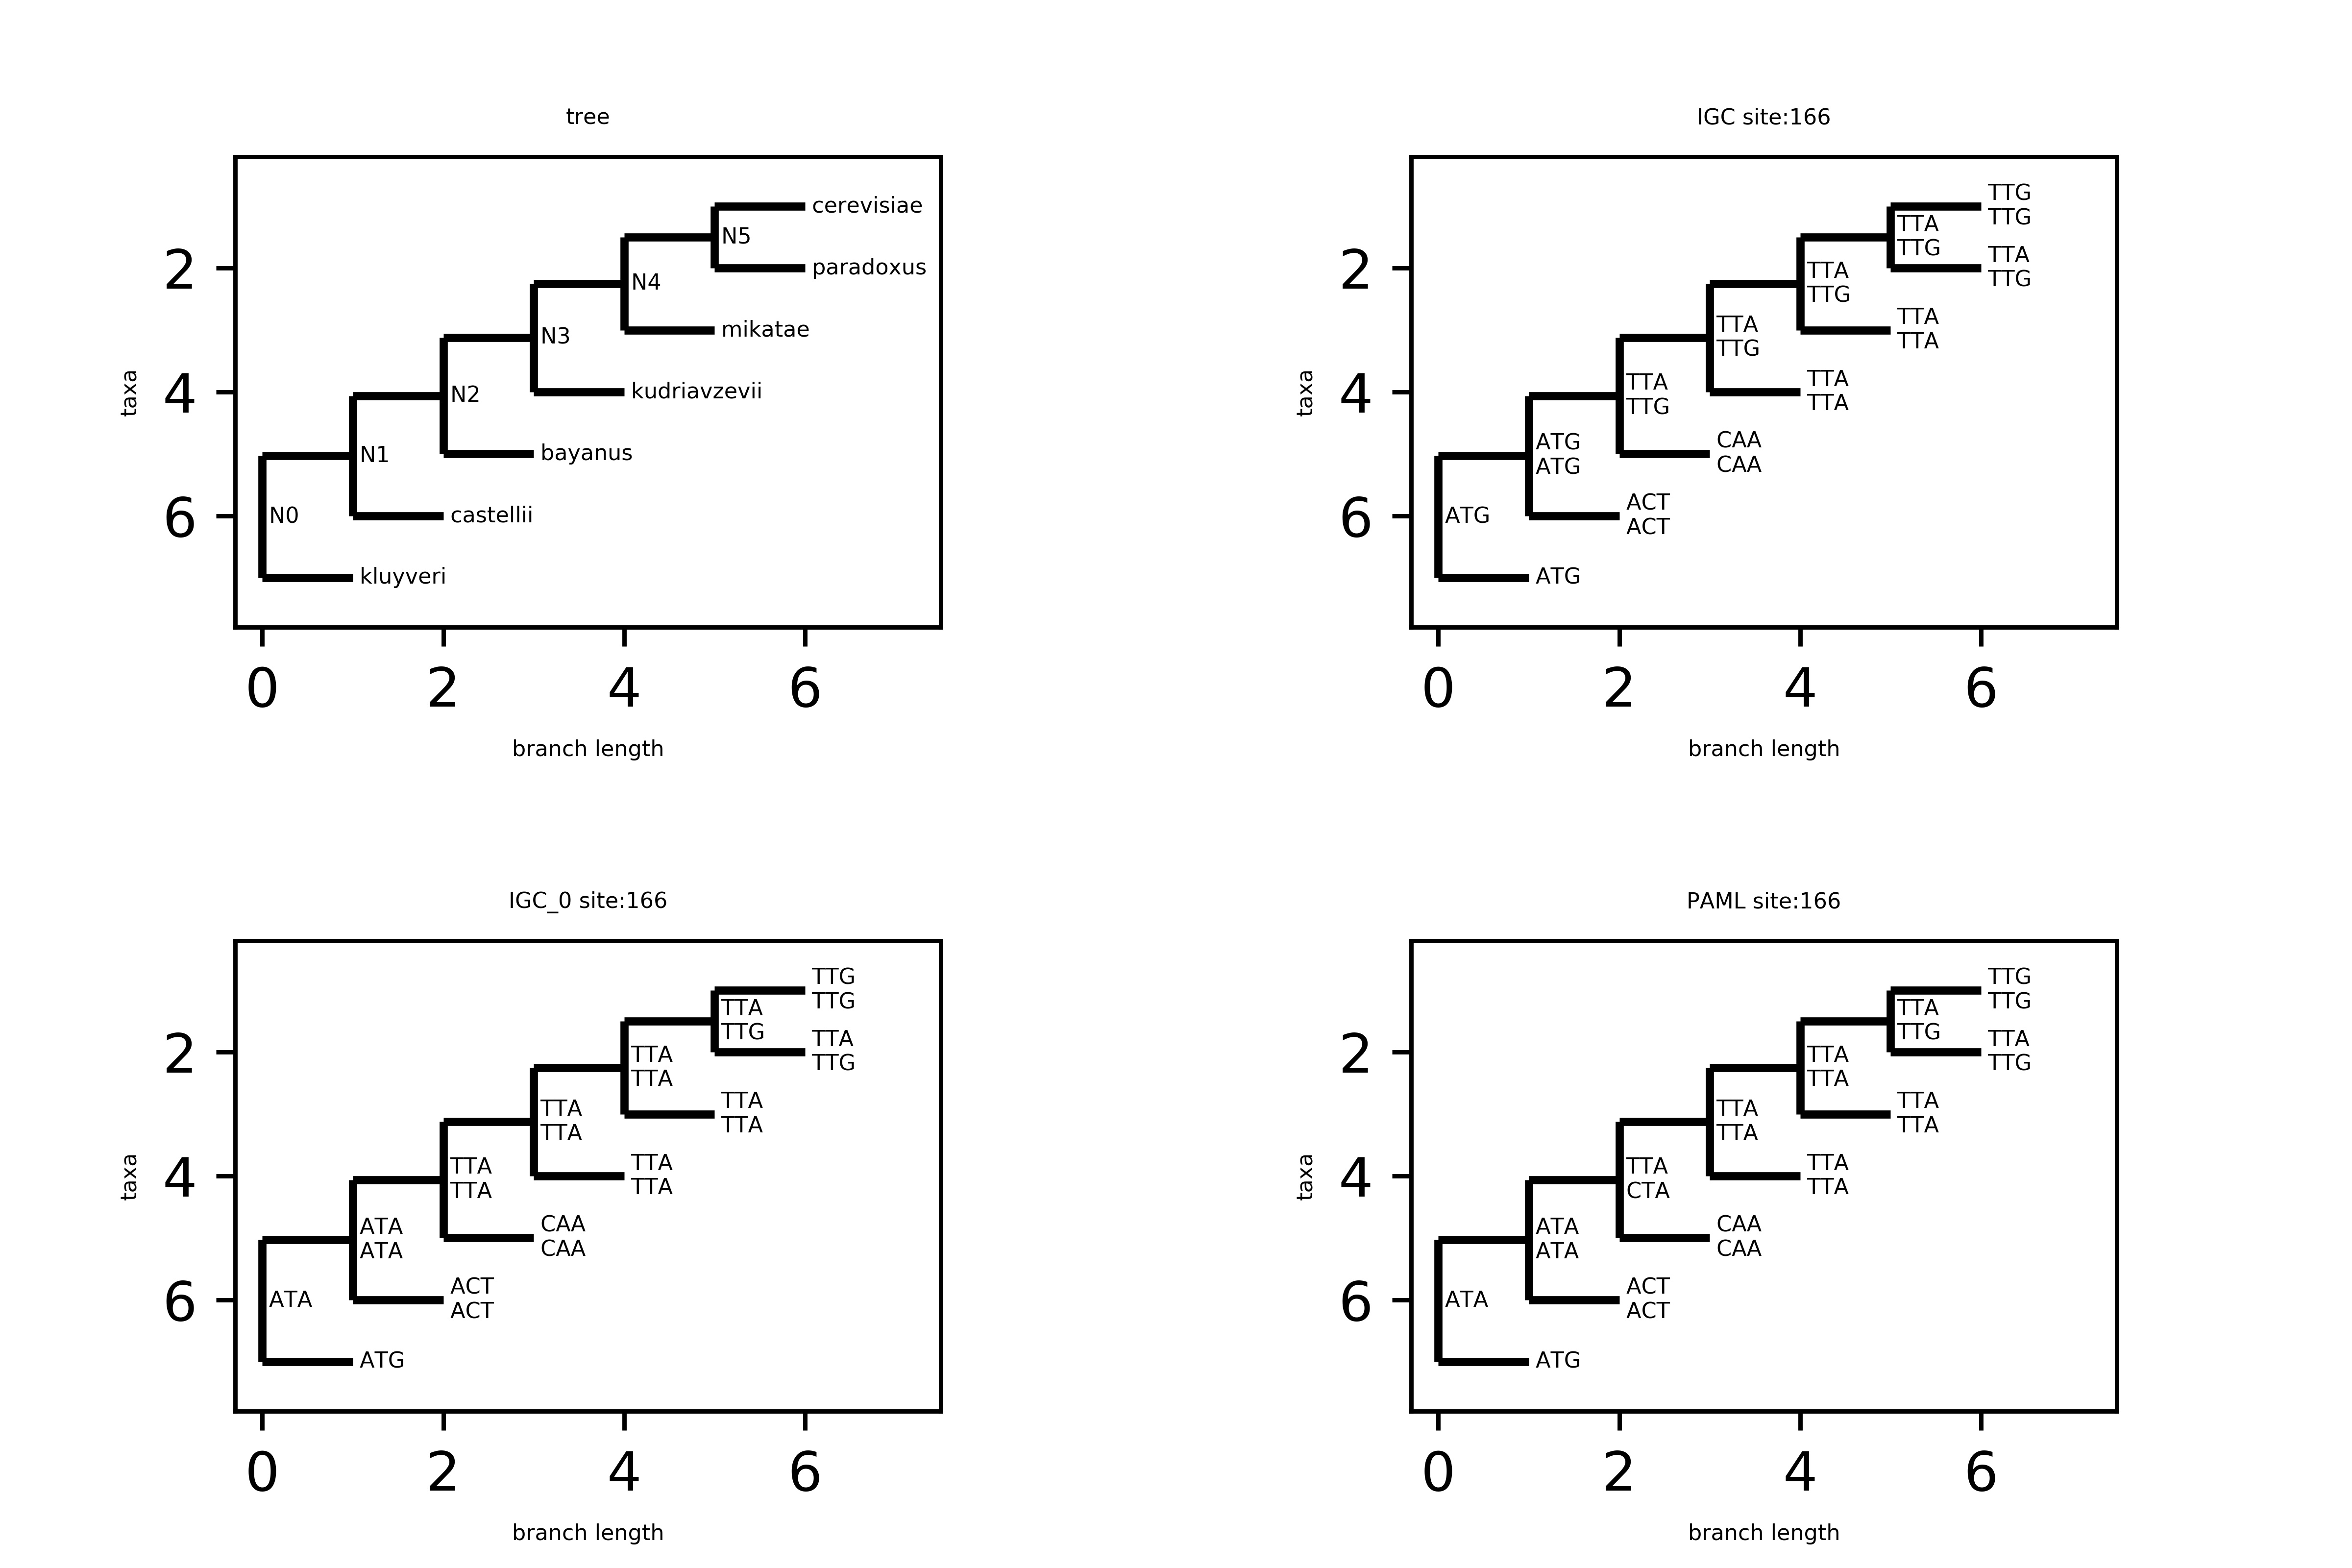 tree
cerevisiae
N5
2
paradoxus
N4
mikatae
N3
taxa
4
kudriavzevii
N2
bayanus
N1
6
castellii
N0
kluyveri
0 2 4 6
branch length
IGC site:166
TTG
TTG
TTA
TTG
2
TTA
TTG
TTA
TTG
TTA
TTA
TTA
TTG
taxa
4
TTA
TTA
TTA
TTG
CAA
CAA
ATG
ATG
6
ACT
ACT
ATG
ATG
0 2 4 6
branch length
IGC_0 site:166
TTG
TTG
TTA
TTG
2
TTA
TTG
TTA
TTA
TTA
TTA
TTA
TTA
taxa
4
TTA
TTA
TTA
TTA
CAA
CAA
ATA
ATA
6
ACT
ACT
ATA
ATG
0 2 4 6
branch length
PAML site:166
TTG
TTG
TTA
TTG
2
TTA
TTG
TTA
TTA
TTA
TTA
TTA
TTA
taxa
4
TTA
TTA
TTA
CTA
CAA
CAA
ATA
ATA
6
ACT
ACT
ATA
ATG
0 2 4 6
branch length